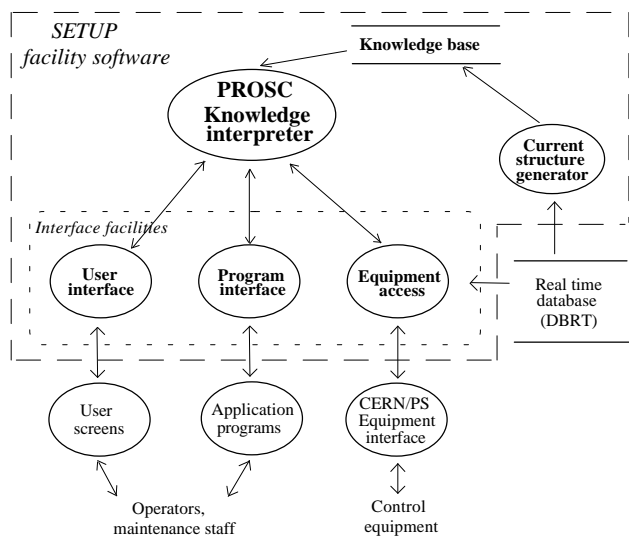 SETUP
facility software
Knowledge base
PROSC
Knowledge
interpreter
Current
structure
generator
Interface facilities
User
interface
Program
interface
Equipment
access
Real time
database
(DBRT)
User
screens
Application
programs
CERN/PS
Equipment
interface
Operators,
maintenance staff
Control
equipment